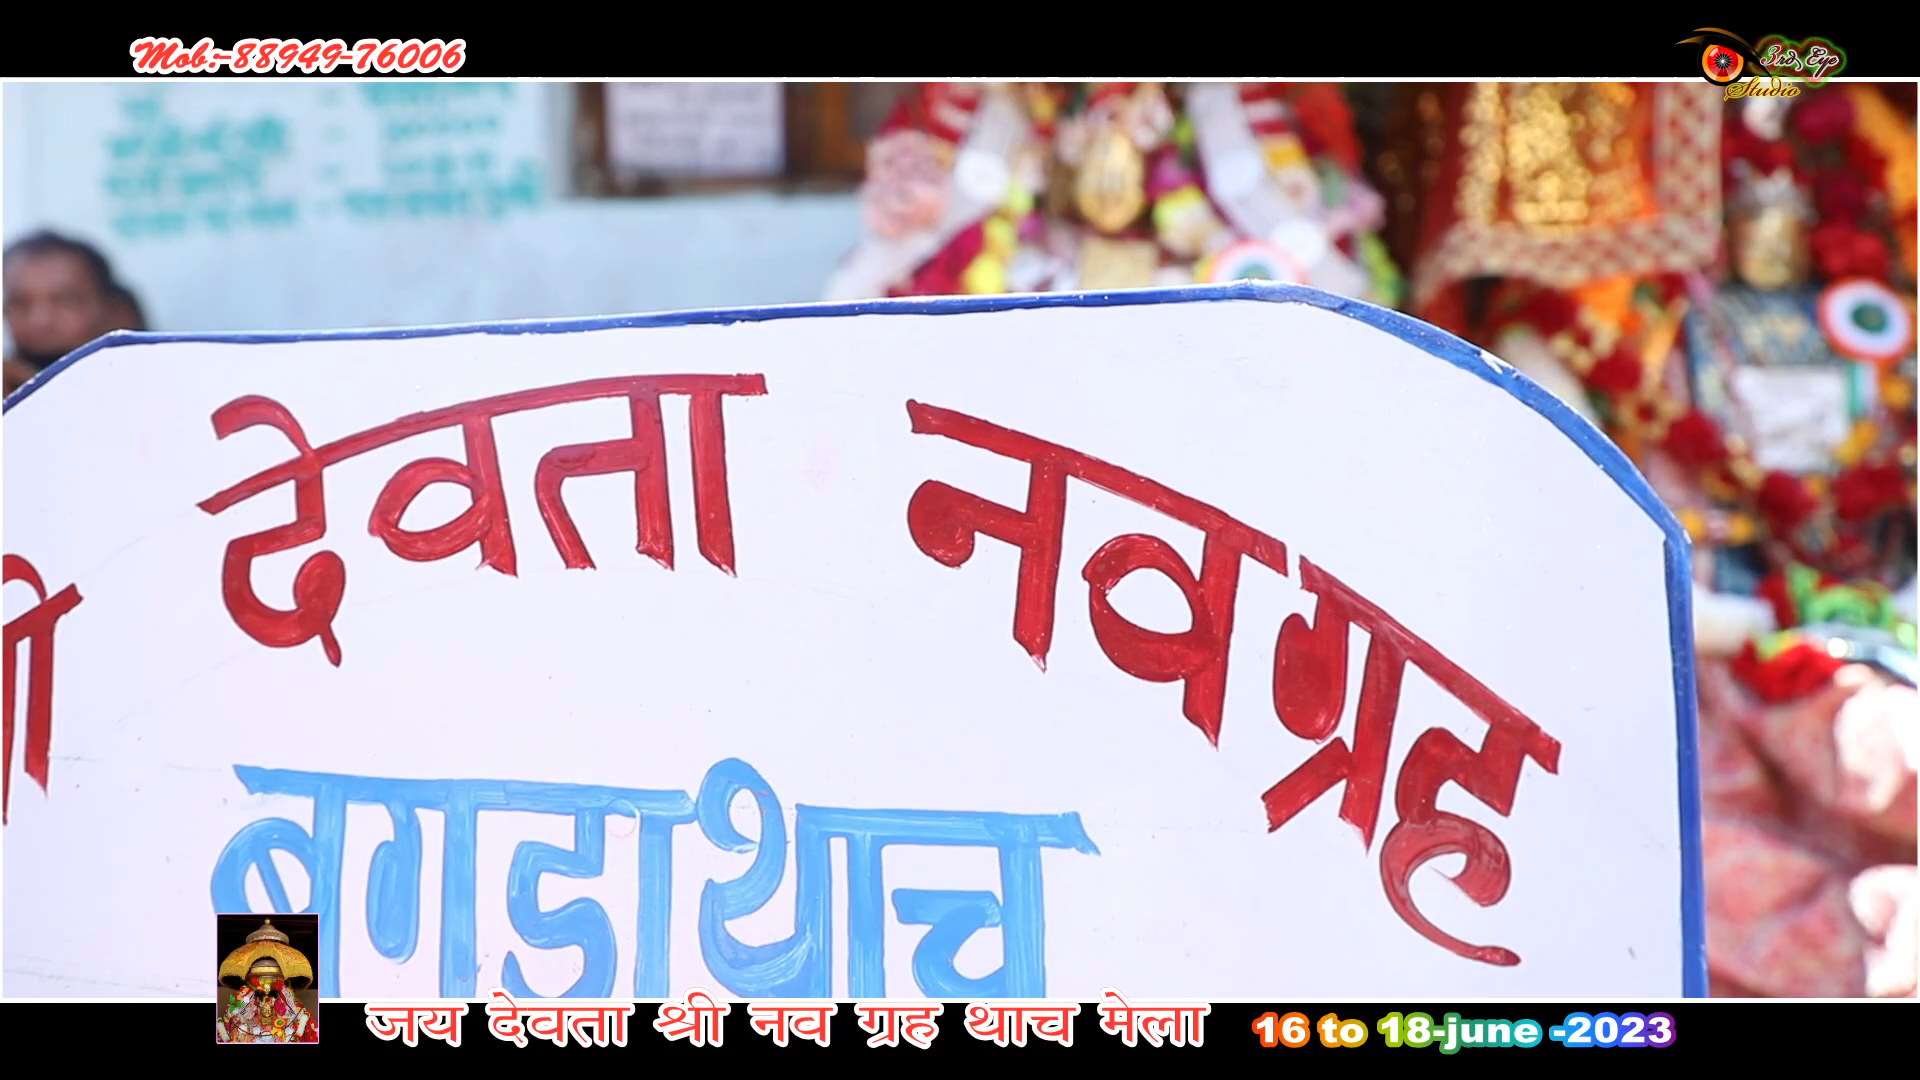 Mob:-88949-76006
3rd Eye
Studio
देवता नवग्रह
बगडाथाच
जय देवता श्री नव ग्रह थाच मेला
16 to 18-june -2023